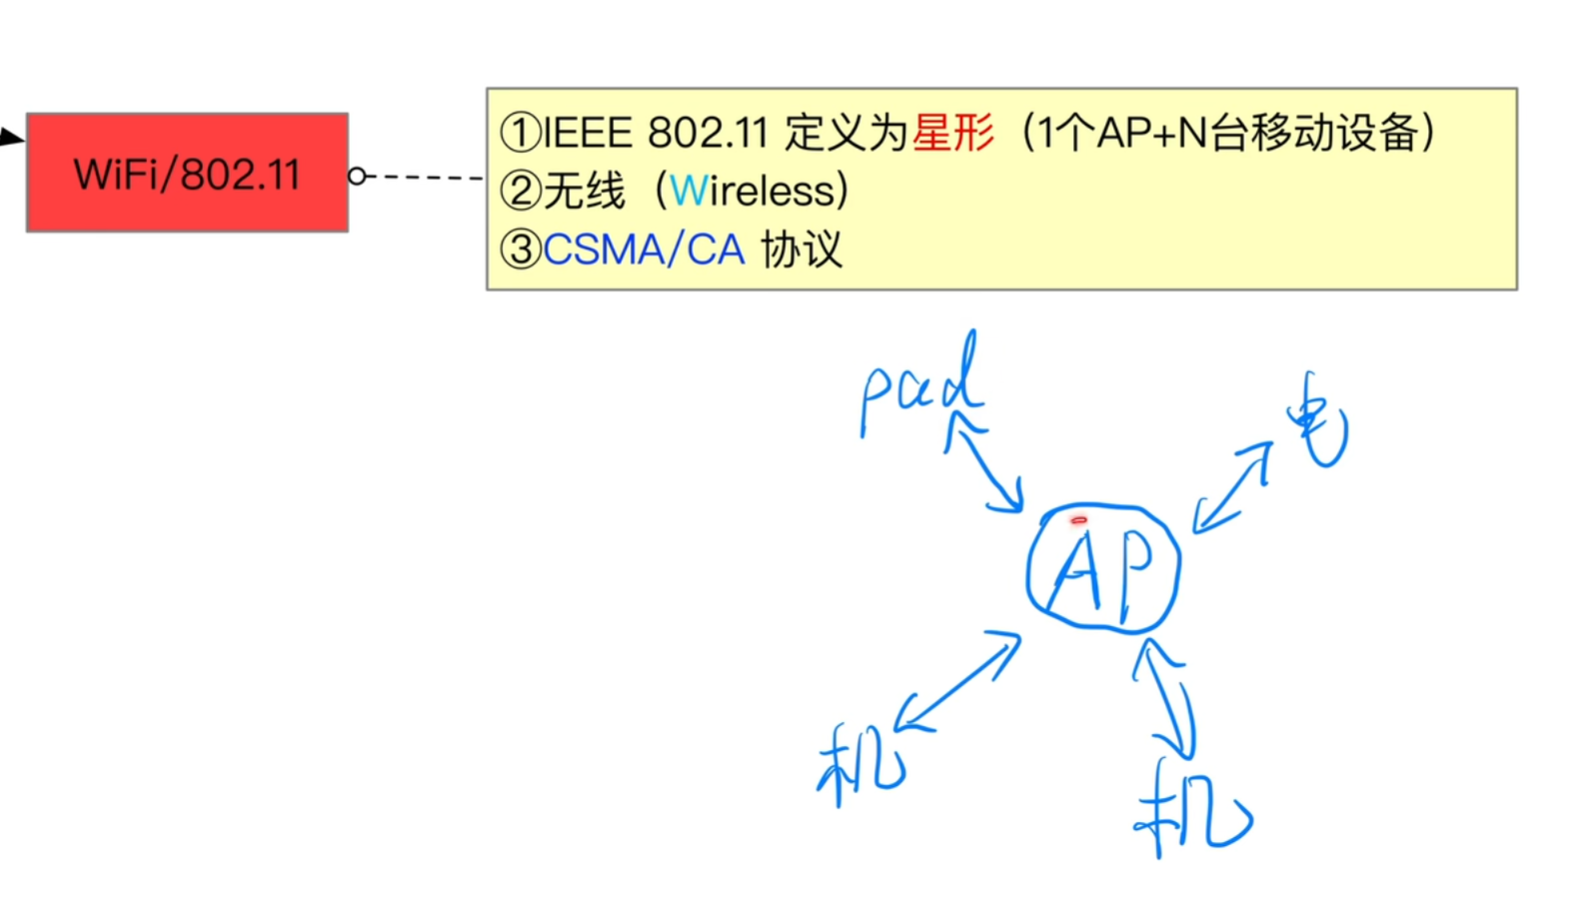 WiFi/802.11
①IEEE 802.11 定义为星形（1个AP+N台移动设备）
②无线（Wireless）
③CSMA/CA 协议
pad
电
AP
机
机